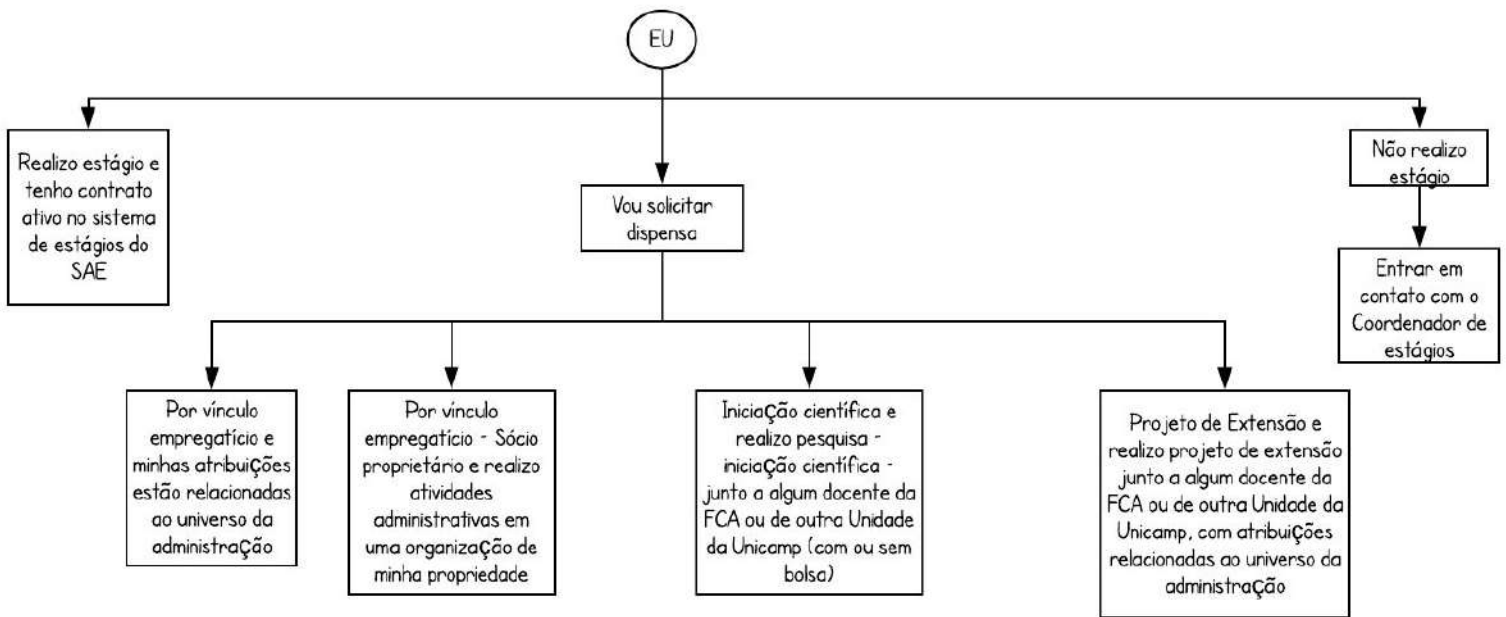 EU
Realizo estágio e
tenho contrato
ativo no sistema
de estágios do
SAE
Vou solicitar
dispensa
Não realizo
estágio
Entrar em
contato com o
Coordenador de
estágios
Por vínculo
empregatício e
minhas atribuições
estão relacionadas
ao universo da
administração
Por vínculo
empregatício - Sócio
proprietário e realizo
atividades
administrativas em
uma organização de
minha propriedade
Iniciação científica e
realizo pesquisa -
iniciação científica -
junto a algum docente da
FCA ou de outra Unidade
da Unicamp (com ou sem
bolsa)
Projeto de Extensão e
realizo projeto de extensão
junto a algum docente da
FCA ou de outra Unidade da
Unicamp, com atribuições
relacionadas ao universo da
administração